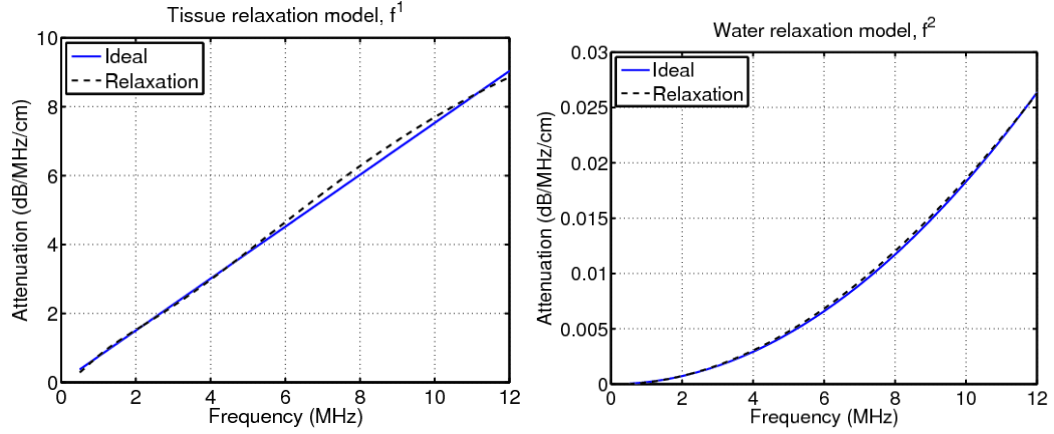 Tissue relaxation model, f¹
Ideal
Relaxation
Attenuation (dB/MHz/cm)
10
8
6
4
2
0
0 2 4 6 8 10 12
Frequency (MHz)
Water relaxation model, f²
Ideal
Relaxation
Attenuation (dB/MHz/cm)
0.03
0.025
0.02
0.015
0.01
0.005
0
0 2 4 6 8 10 12
Frequency (MHz)